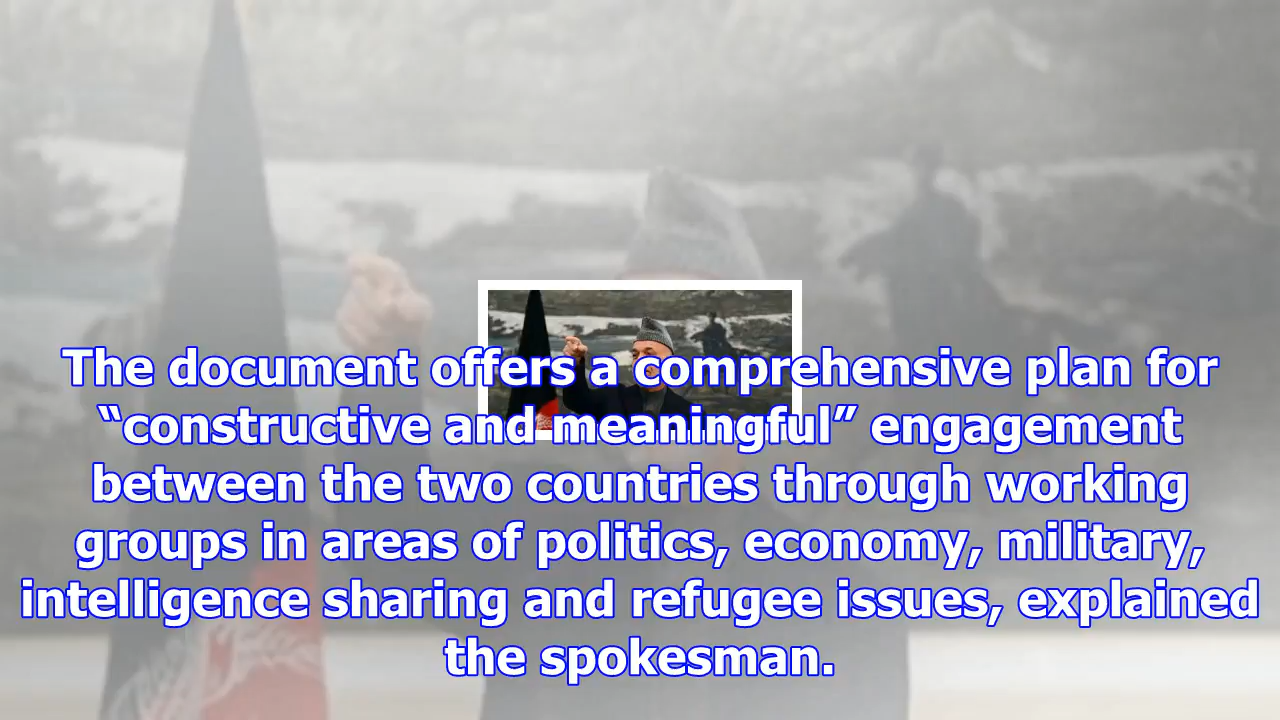 The document offers a comprehensive plan for
“constructive and meaningful” engagement
between the two countries through working
groups in areas of politics, economy, military,
intelligence sharing and refugee issues, explained
the spokesman.